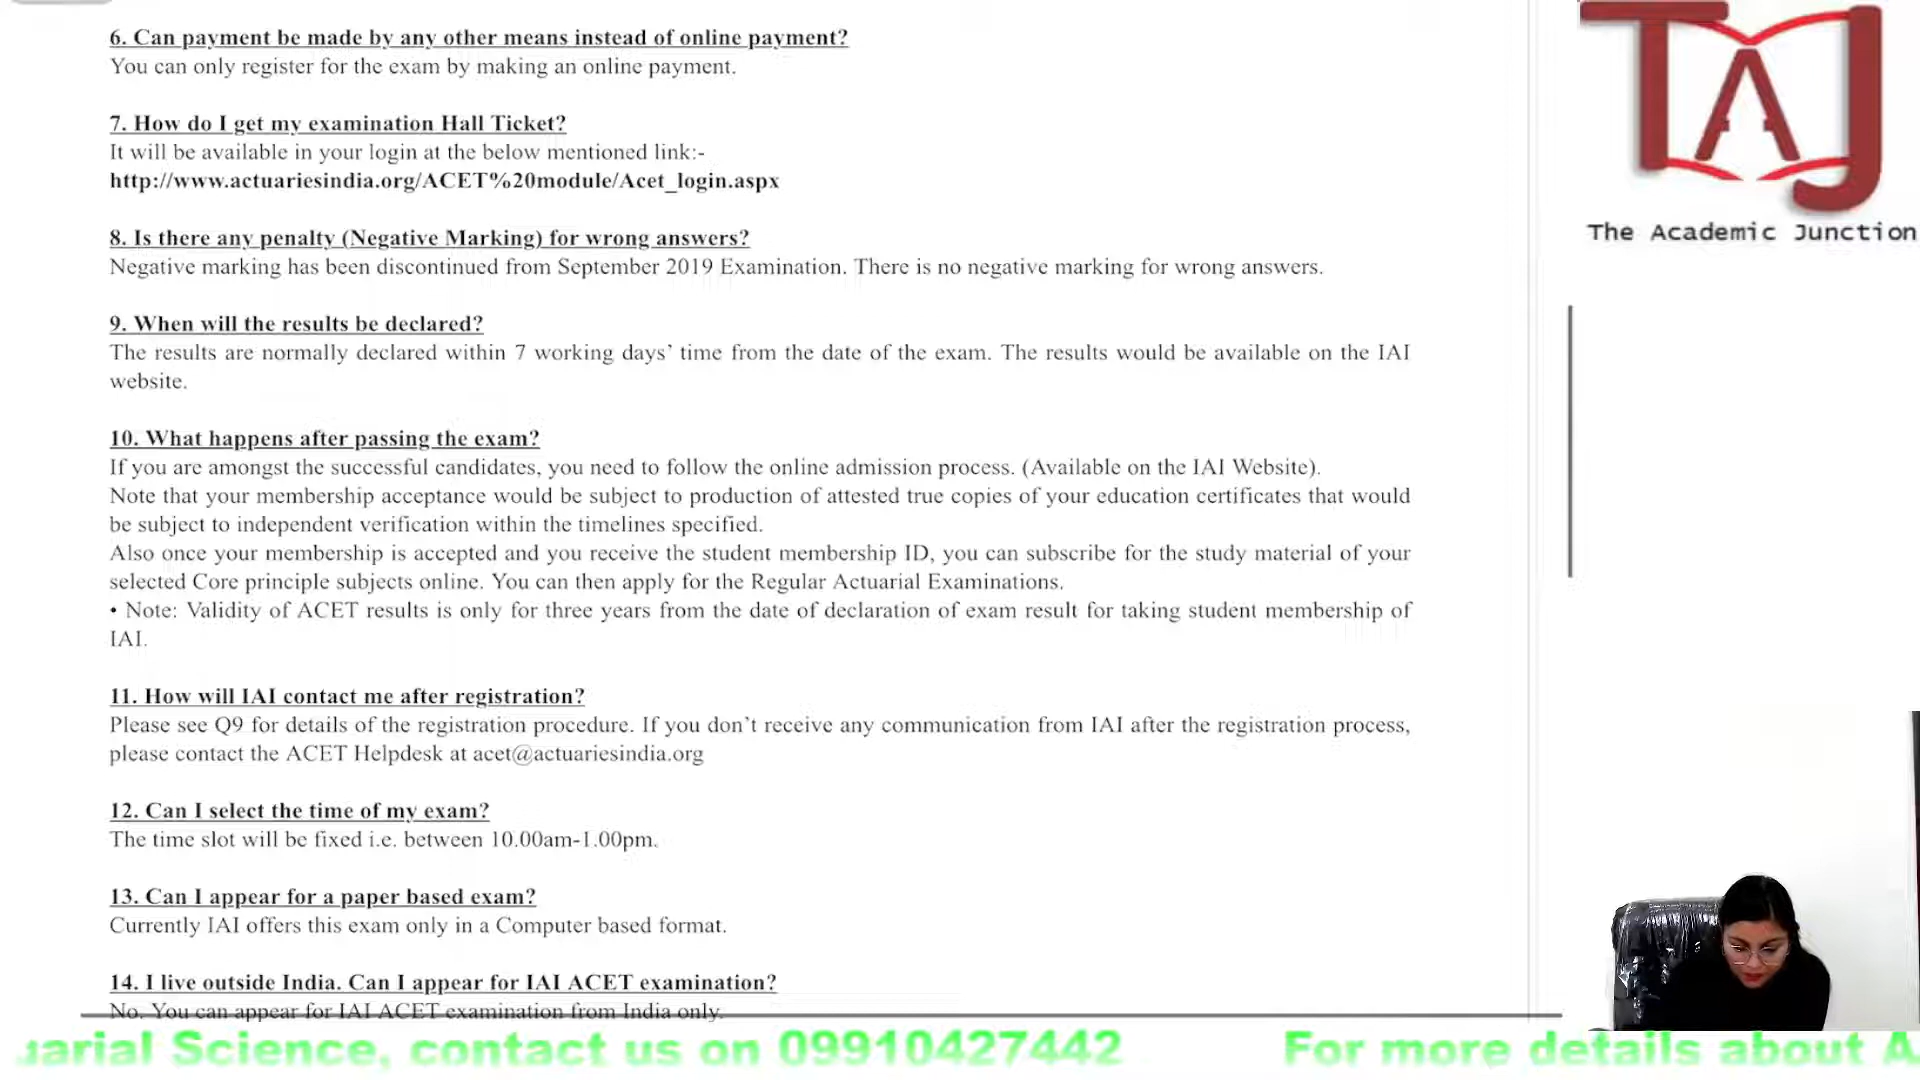 6. Can payment be made by any other means instead of online payment?
You can only register for the exam by making an online payment.
7. How do I get my examination Hall Ticket?
It will be available in your login at the below mentioned link:-
http://www.actuariesindia.org/ACET%20module/Acet_login.aspx
8. Is there any penalty (Negative Marking) for wrong answers?
Negative marking has been discontinued from September 2019 Examination. There is no negative marking for wrong answers.
9. When will the results be declared?
The results are normally declared within 7 working days’ time from the date of the exam. The results would be available on the IAI
website.
10. What happens after passing the exam?
If you are amongst the successful candidates, you need to follow the online admission process. (Available on the IAI Website).
Note that your membership acceptance would be subject to production of attested true copies of your education certificates that would
be subject to independent verification within the timelines specified.
Also once your membership is accepted and you receive the student membership ID, you can subscribe for the study material of your
selected Core principle subjects online. You can then apply for the Regular Actuarial Examinations.
• Note: Validity of ACET results is only for three years from the date of declaration of exam result for taking student membership of
IAI.
11. How will IAI contact me after registration?
Please see Q9 for details of the registration procedure. If you don’t receive any communication from IAI after the registration process,
please contact the ACET Helpdesk at acet@actuariesindia.org
12. Can I select the time of my exam?
The time slot will be fixed i.e. between 10.00am-1.00pm.
13. Can I appear for a paper based exam?
Currently IAI offers this exam only in a Computer based format.
14. I live outside India. Can I appear for IAI ACET examination?
No. You can appear for IAI ACET examination from India only.
TAJ
The Academic Junction
uarial Science, contact us on 09910427442 For more details about A